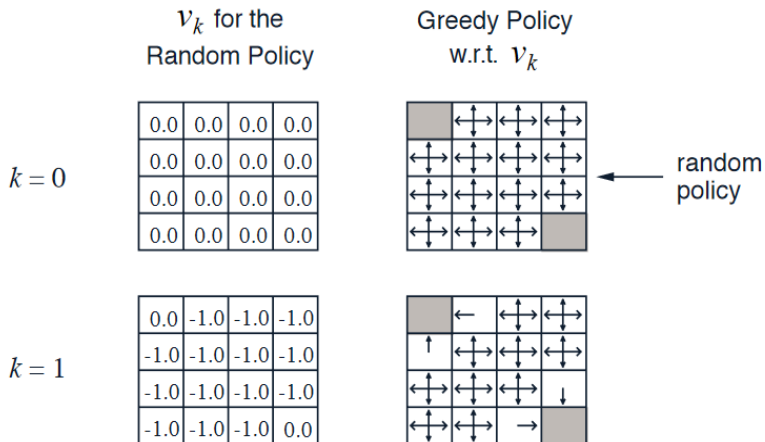 v_k for the
Random Policy
Greedy Policy
w.r.t. v_k
k = 0
0.0 0.0 0.0 0.0
0.0 0.0 0.0 0.0
0.0 0.0 0.0 0.0
0.0 0.0 0.0 0.0
random
policy
k = 1
0.0 -1.0 -1.0 -1.0
-1.0 -1.0 -1.0 -1.0
-1.0 -1.0 -1.0 -1.0
-1.0 -1.0 -1.0 0.0